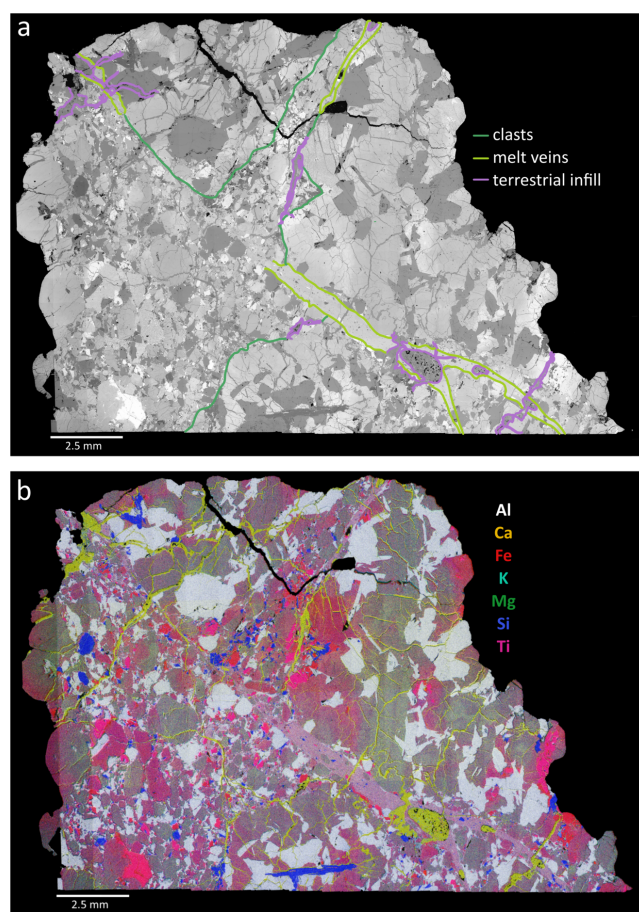 a
clasts
melt veins
terrestrial infill
2.5 mm
b
Al
Ca
Fe
K
Mg
Si
Ti
2.5 mm